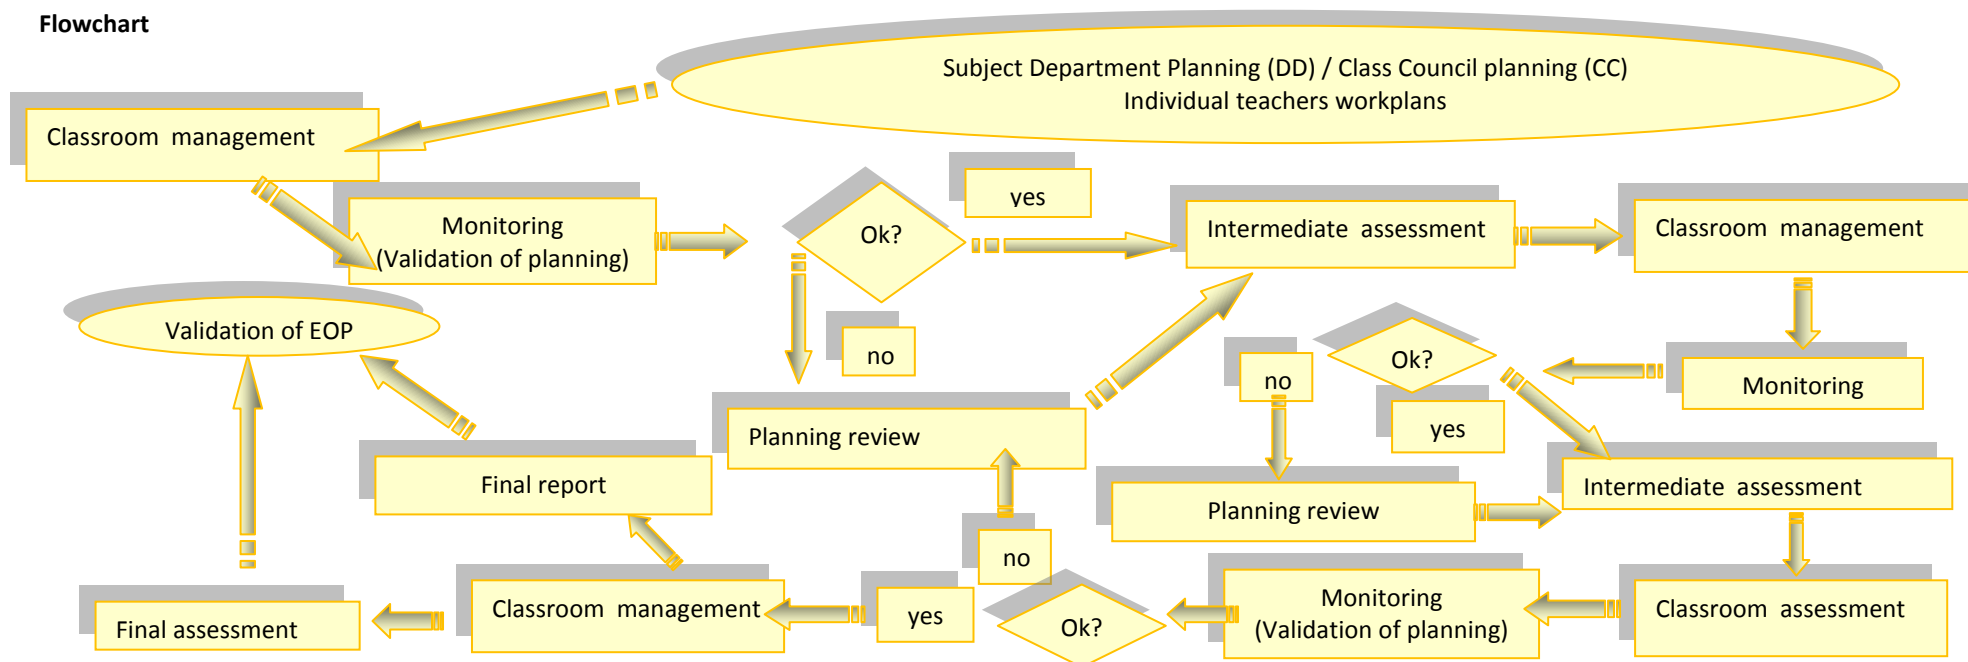 Flowchart
Subject Department Planning (DD) / Class Council planning (CC)
Individual teachers workplans
Classroom management
Monitoring
(Validation of planning)
Ok?
yes
Intermediate assessment
Classroom management
Validation of EOP
no
Ok?
no
Monitoring
Planning review
yes
Final report
Intermediate assessment
Planning review
no
Classroom management
yes
Ok?
Monitoring
(Validation of planning)
Classroom assessment
Final assessment